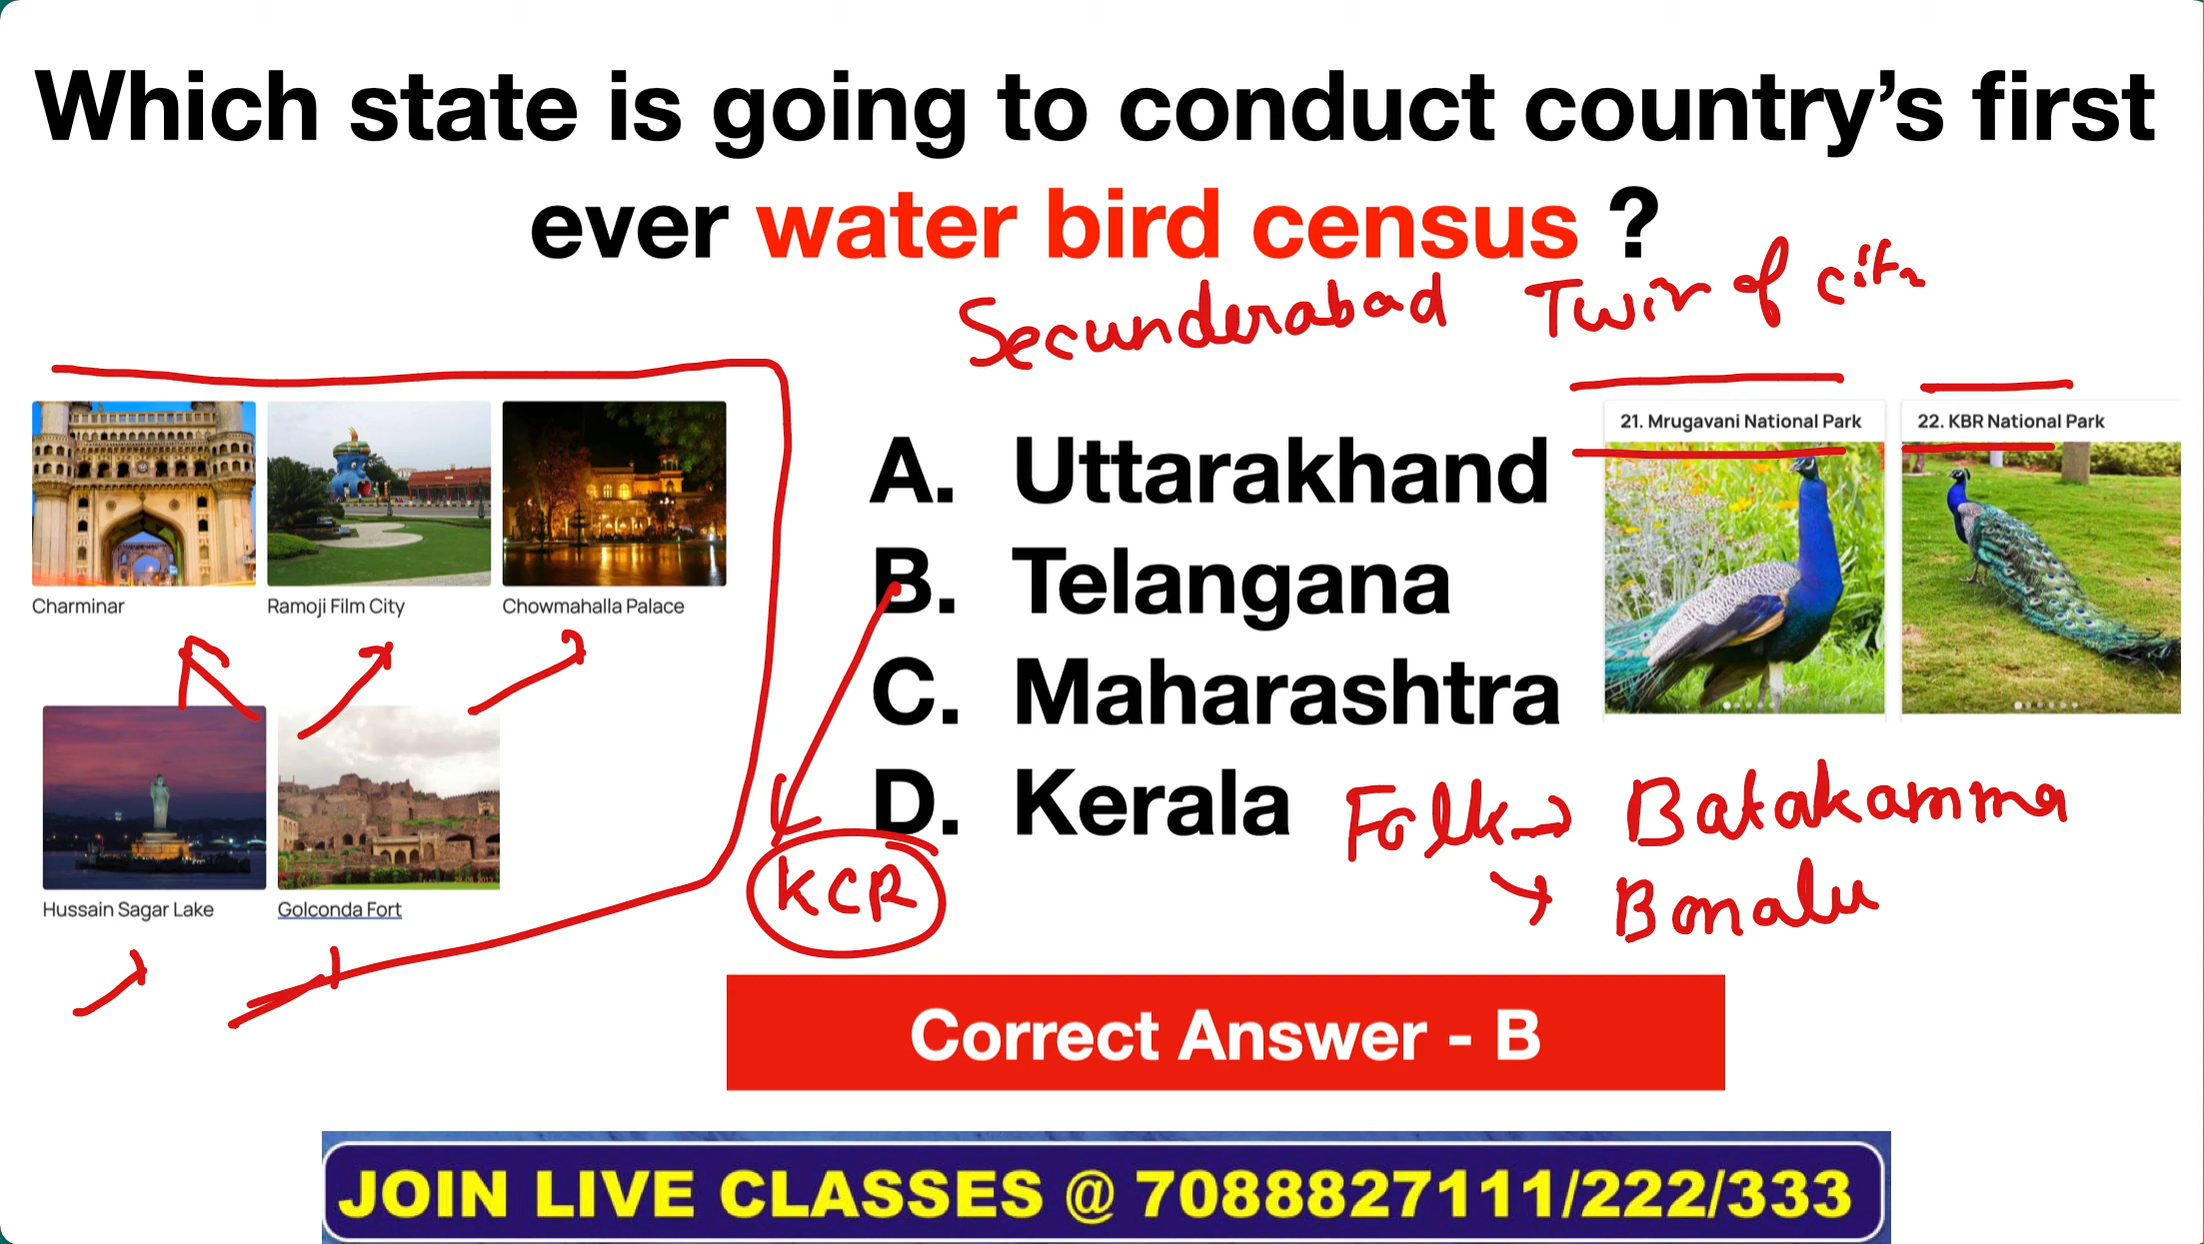 Which state is going to conduct country’s first
ever water bird census ?
Secunderabad Twin of city
Charminar
Ramoji Film City
Chowmahalla Palace
Hussain Sagar Lake
Golconda Fort
A. Uttarakhand
B. Telangana
C. Maharashtra
D. Kerala
21. Mrugavani National Park
22. KBR National Park
KCR
Folk → Batakamma
→ Bonalu
Correct Answer - B
JOIN LIVE CLASSES @ 7088827111/222/333